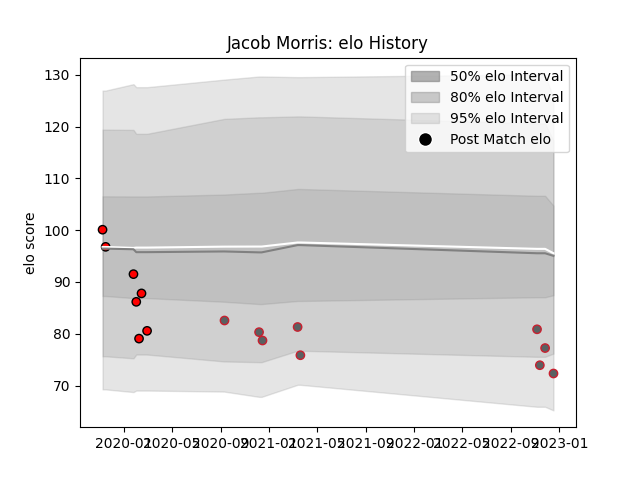 Jacob Morris: elo History
130
120
110
100
90
80
70
elo score
50% elo Interval
80% elo Interval
95% elo Interval
Post Match elo
2020-01 2020-05 2020-09 2021-01 2021-05 2021-09 2022-01 2022-05 2022-09 2023-01